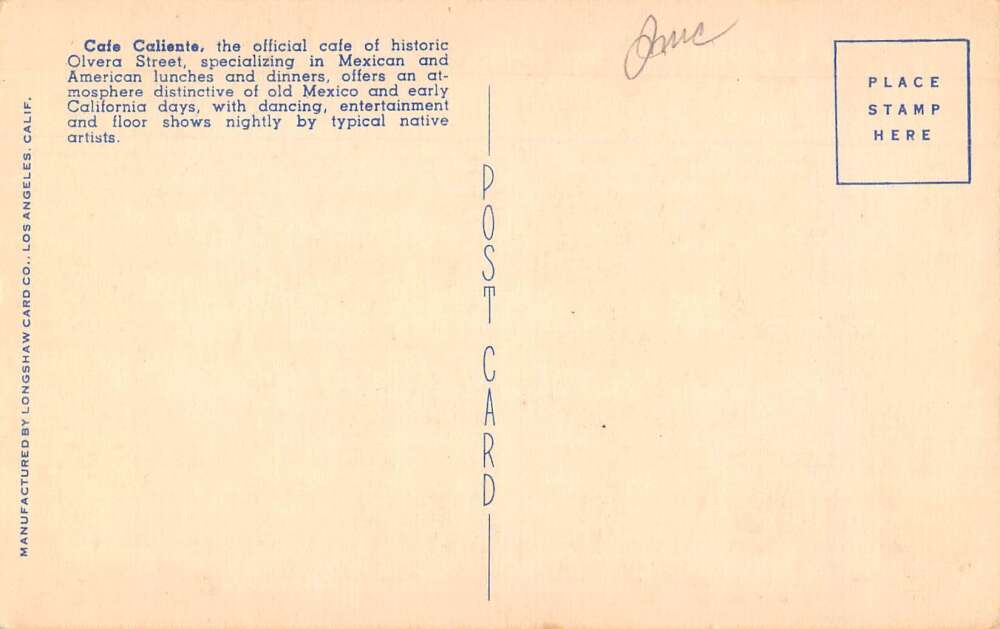 Cafe Caliente, the official cafe of historic
Olvera Street, specializing in Mexican and
American lunches and dinners, offers an at-
mosphere distinctive of old Mexico and early
California days, with dancing, entertainment
and floor shows nightly by typical native
artists.
MANUFACTURED BY LONGSHAW CARD CO., LOS ANGELES, CALIF.
POST CARD
PLACE
STAMP
HERE